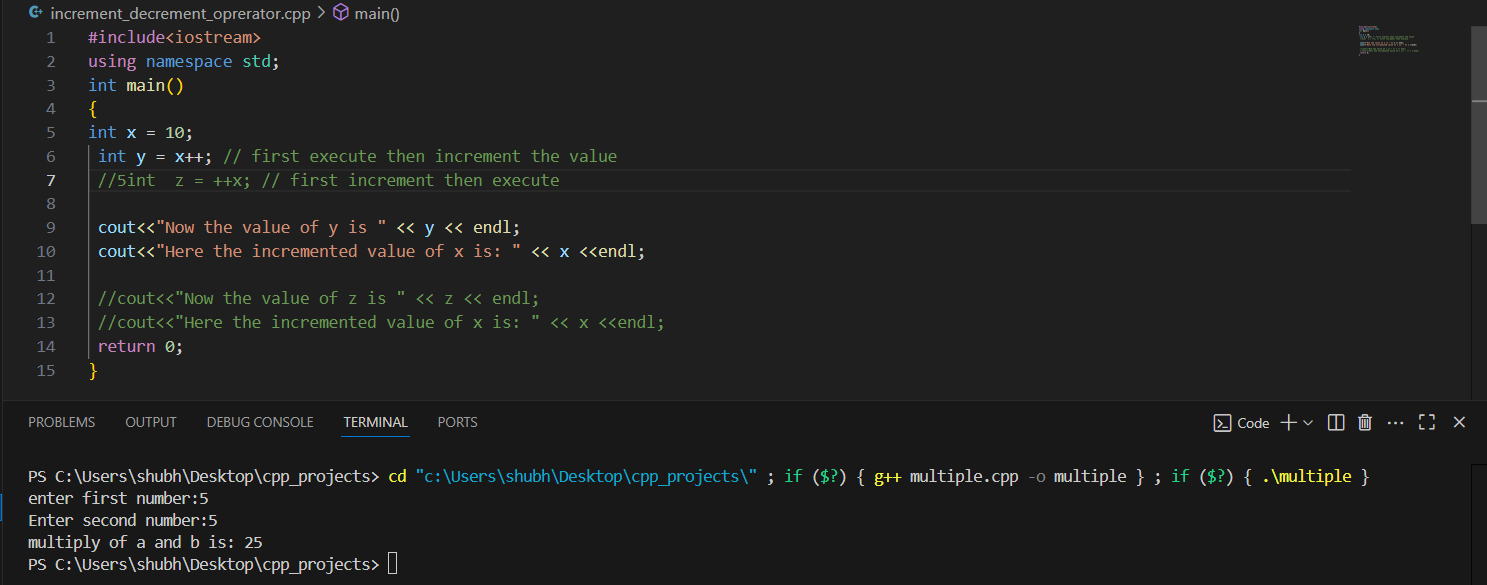 increment_decrement_oprerator.cpp > main()
1 #include<iostream>
2 using namespace std;
3 int main()
4 {
5 int x = 10;
6 int y = x++; // first execute then increment the value
7 //5int  z = ++x; // first increment then execute
8
9 cout<<"Now the value of y is " << y << endl;
10 cout<<"Here the incremented value of x is: " << x <<endl;
11
12 //cout<<"Now the value of z is " << z << endl;
13 //cout<<"Here the incremented value of x is: " << x <<endl;
14 return 0;
15 }
PROBLEMS OUTPUT DEBUG CONSOLE TERMINAL PORTS Code
PS C:\Users\shubh\Desktop\cpp_projects> cd "c:\Users\shubh\Desktop\cpp_projects\" ; if ($?) { g++ multiple.cpp -o multiple } ; if ($?) { .\multiple }
enter first number:5
Enter second number:5
multiply of a and b is: 25
PS C:\Users\shubh\Desktop\cpp_projects>